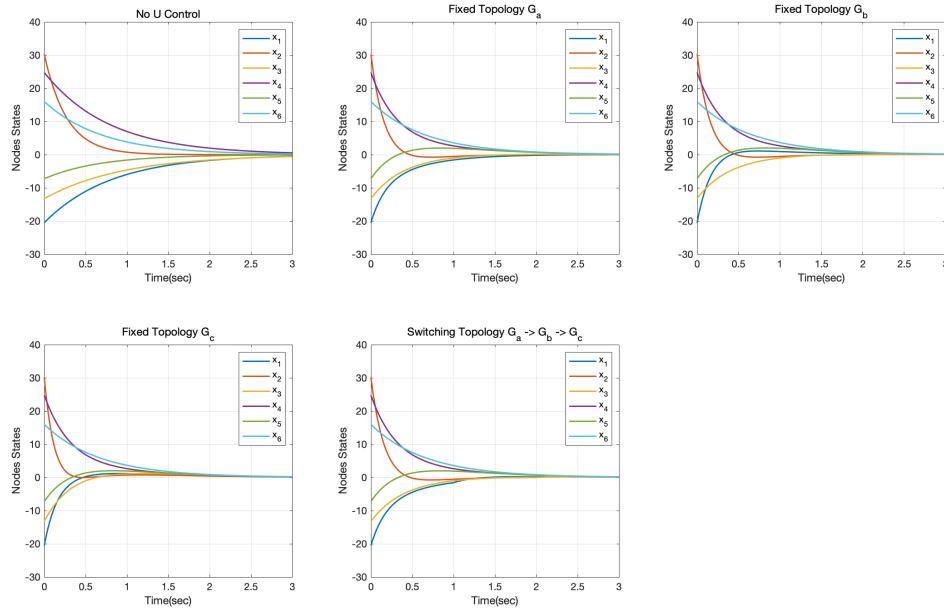 No U Control
40
30
20
10
0
-10
-20
-30
Nodes States
0 0.5 1 1.5 2 2.5 3
Time(sec)
x1
x2
x3
x4
x5
x6
Fixed Topology Ga
40
30
20
10
0
-10
-20
-30
Nodes States
0 0.5 1 1.5 2 2.5 3
Time(sec)
x1
x2
x3
x4
x5
x6
Fixed Topology Gb
40
30
20
10
0
-10
-20
-30
Nodes States
0 0.5 1 1.5 2 2.5 3
Time(sec)
x1
x2
x3
x4
x5
x6
Fixed Topology Gc
40
30
20
10
0
-10
-20
-30
Nodes States
0 0.5 1 1.5 2 2.5 3
Time(sec)
x1
x2
x3
x4
x5
x6
Switching Topology Ga -> Gb -> Gc
40
30
20
10
0
-10
-20
-30
Nodes States
0 0.5 1 1.5 2 2.5 3
Time(sec)
x1
x2
x3
x4
x5
x6